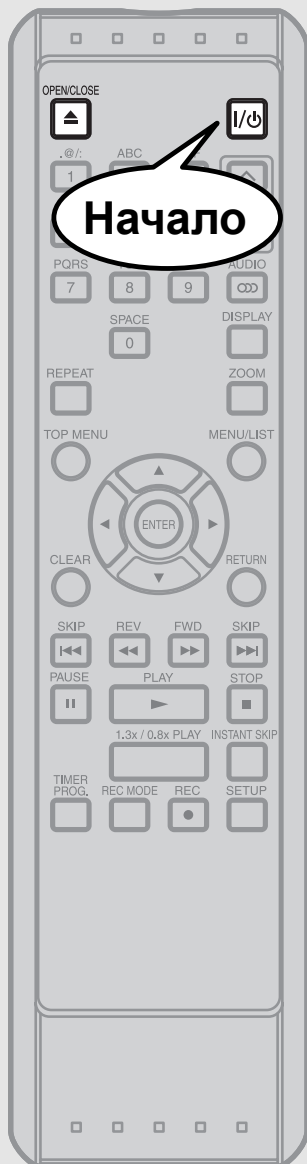 OPEN/CLOSE
I/
.@/: ABC
1
Начало
PQRS AUDIO
7 8 9
SPACE DISPLAY
0
REPEAT ZOOM
TOP MENU MENU/LIST
ENTER
CLEAR RETURN
SKIP REV FWD SKIP
PAUSE PLAY STOP
1.3x / 0.8x PLAY INSTANT SKIP
TIMER
PROG. REC MODE REC SETUP